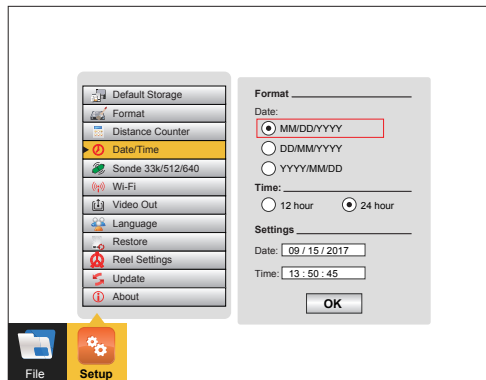 Default Storage
Format
Distance Counter
Date/Time
Sonde 33k/512/640
Wi-Fi
Video Out
Language
Restore
Reel Settings
Update
About
Format
Date:
MM/DD/YYYY
DD/MM/YYYY
YYYY/MM/DD
Time:
12 hour 24 hour
Settings
Date: 09 / 15 / 2017
Time: 13 : 50 : 45
OK
File Setup